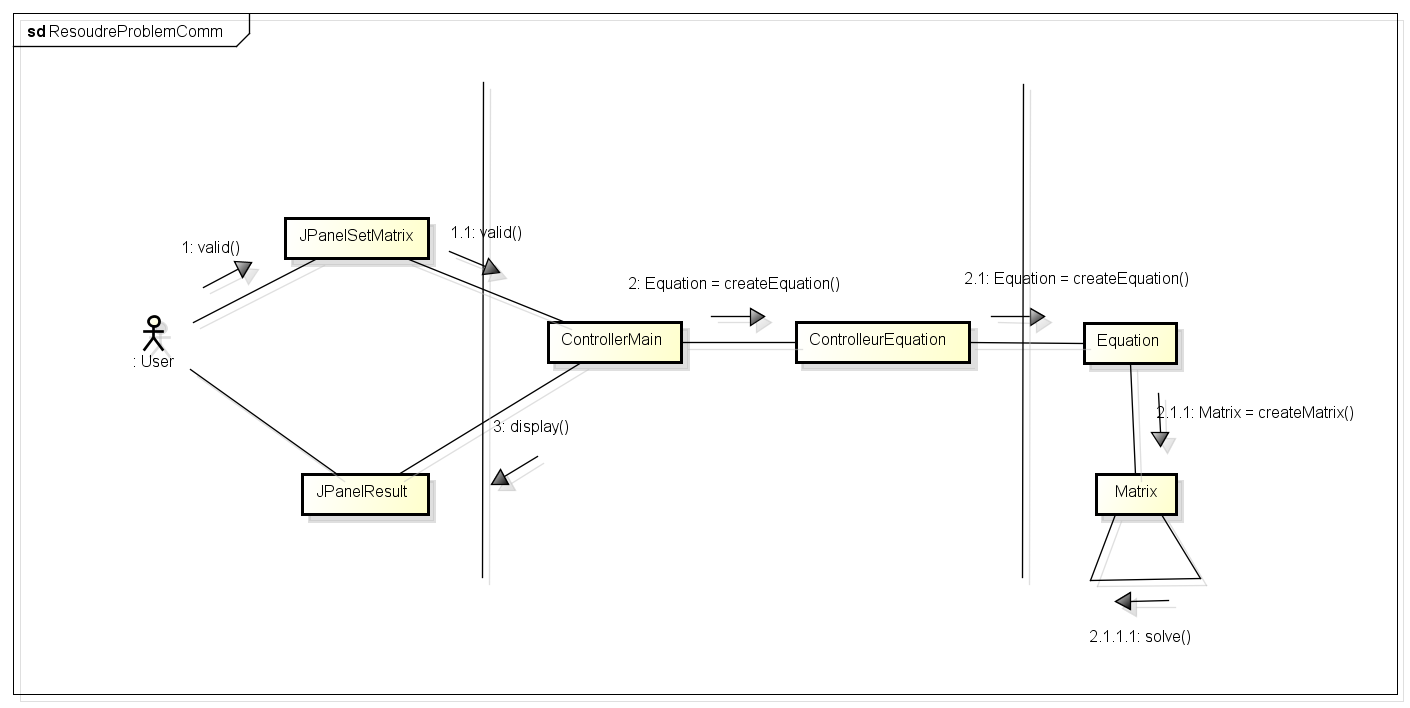 sd ResoudreProblemComm
JPanelSetMatrix
1.1: valid()
1: valid()
2: Equation = createEquation()
2.1: Equation = createEquation()
ControllerMain
ControlleurEquation
Equation
: User
2.1.1: Matrix = createMatrix()
3: display()
JPanelResult
Matrix
2.1.1.1: solve()